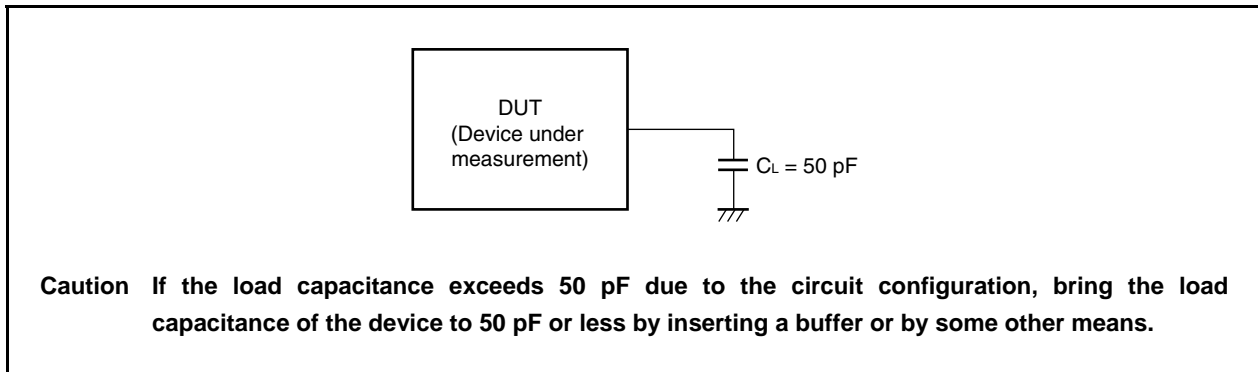 DUT
(Device under
measurement)
CL = 50 pF
Caution If the load capacitance exceeds 50 pF due to the circuit configuration, bring the load
capacitance of the device to 50 pF or less by inserting a buffer or by some other means.